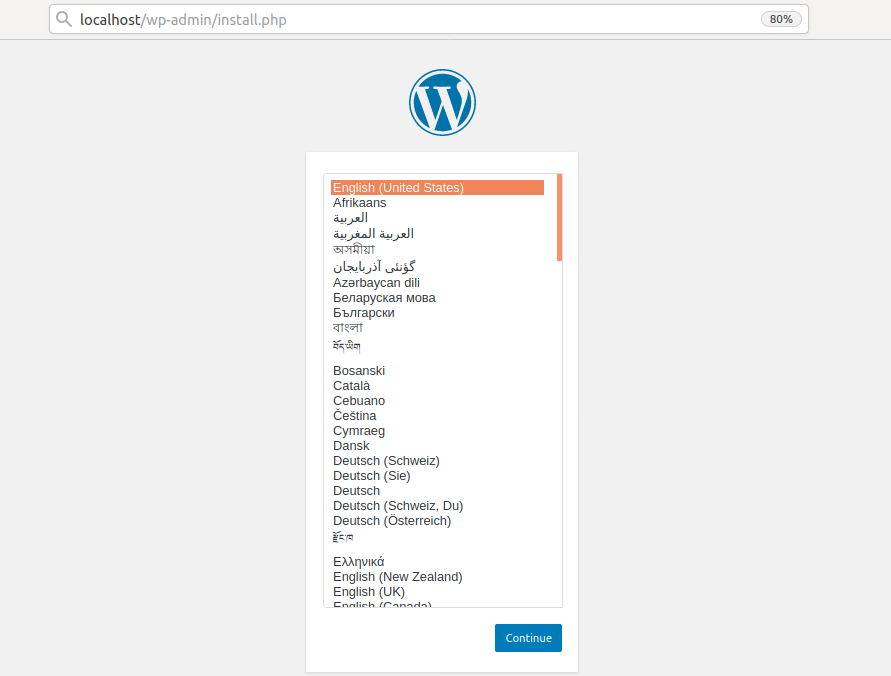 localhost/wp-admin/install.php
80%
English (United States)
Afrikaans
العربية
العربية المغربية
অসমীয়া
گؤنئی آذربایجان
Azərbaycan dili
Беларуская мова
Български
বাংলা
བོད་ཡིག
Bosanski
Català
Cebuano
Čeština
Cymraeg
Dansk
Deutsch (Schweiz)
Deutsch (Sie)
Deutsch
Deutsch (Schweiz, Du)
Deutsch (Österreich)
རྫོང་ཁ
Ελληνικά
English (New Zealand)
English (UK)
English (Canada)
Continue